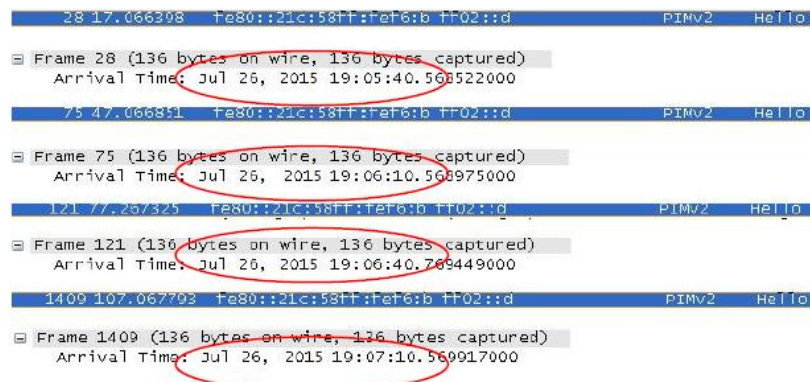 28 17.066398 fe80::21c:58ff:fef6:b ff02::d PIMv2 Hello
Frame 28 (136 bytes on wire, 136 bytes captured)
Arrival Time: Jul 26, 2015 19:05:40.568522000
75 47.066851 fe80::21c:58ff:fef6:b ff02::d PIMv2 Hello
Frame 75 (136 bytes on wire, 136 bytes captured)
Arrival Time: Jul 26, 2015 19:06:10.568975000
121 77.267325 fe80::21c:58ff:fef6:b ff02::d PIMv2 Hello
Frame 121 (136 bytes on wire, 136 bytes captured)
Arrival Time: Jul 26, 2015 19:06:40.769449000
1409 107.067793 fe80::21c:58ff:fef6:b ff02::d PIMv2 Hello
Frame 1409 (136 bytes on wire, 136 bytes captured)
Arrival Time: Jul 26, 2015 19:07:10.569917000